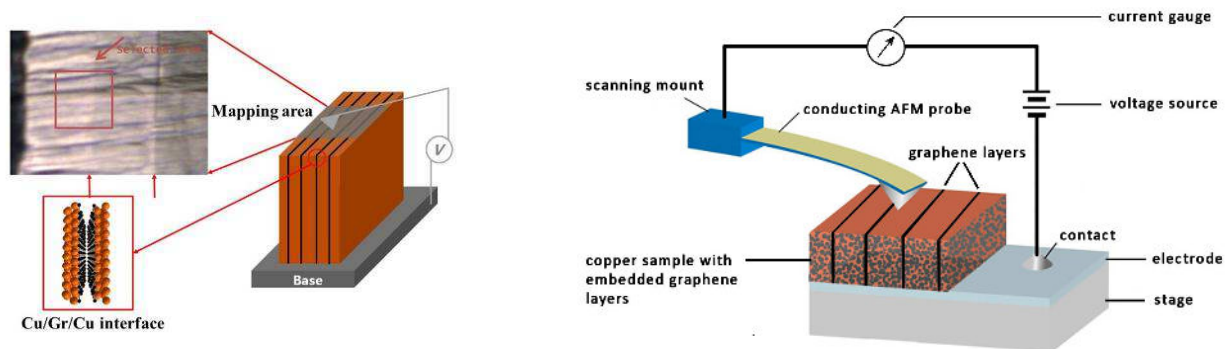 Selected area
Mapping area
V
Base
Cu/Gr/Cu interface
current gauge
scanning mount
conducting AFM probe
voltage source
graphene layers
contact
copper sample with
embedded graphene
layers
electrode
stage